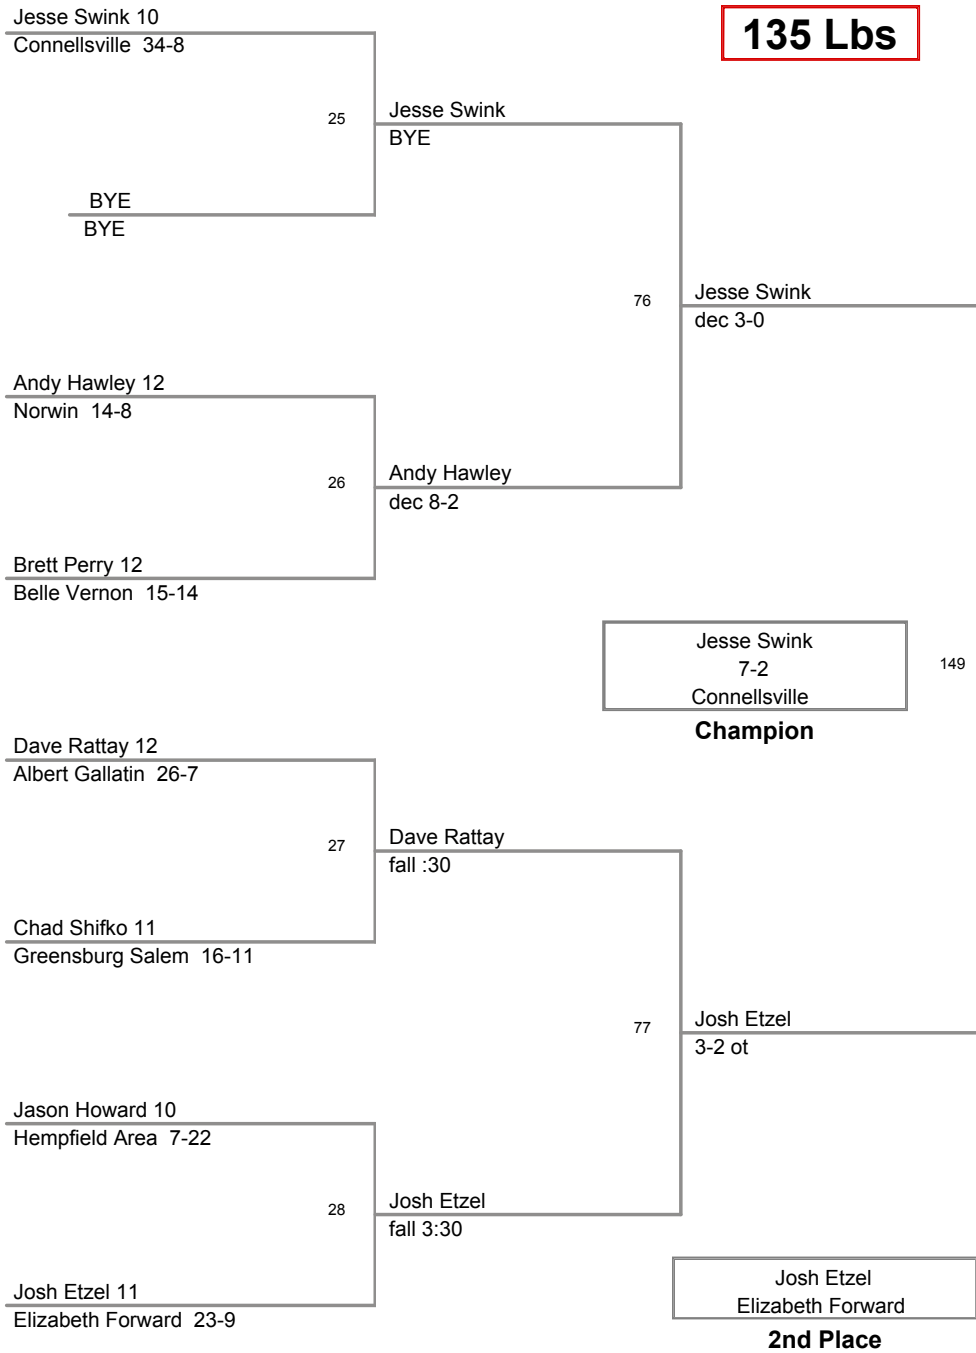 Jesse Swink 10
Connellsville 34-8
135 Lbs
25
Jesse Swink
BYE
BYE
BYE
76
Jesse Swink
dec 3-0
Andy Hawley 12
Norwin 14-8
26
Andy Hawley
dec 8-2
Brett Perry 12
Belle Vernon 15-14
Jesse Swink
7-2
Connellsville
149
Champion
Dave Rattay 12
Albert Gallatin 26-7
27
Dave Rattay
fall :30
Chad Shifko 11
Greensburg Salem 16-11
77
Josh Etzel
3-2 ot
Jason Howard 10
Hempfield Area 7-22
28
Josh Etzel
fall 3:30
Josh Etzel 11
Elizabeth Forward 23-9
Josh Etzel
Elizabeth Forward
2nd Place